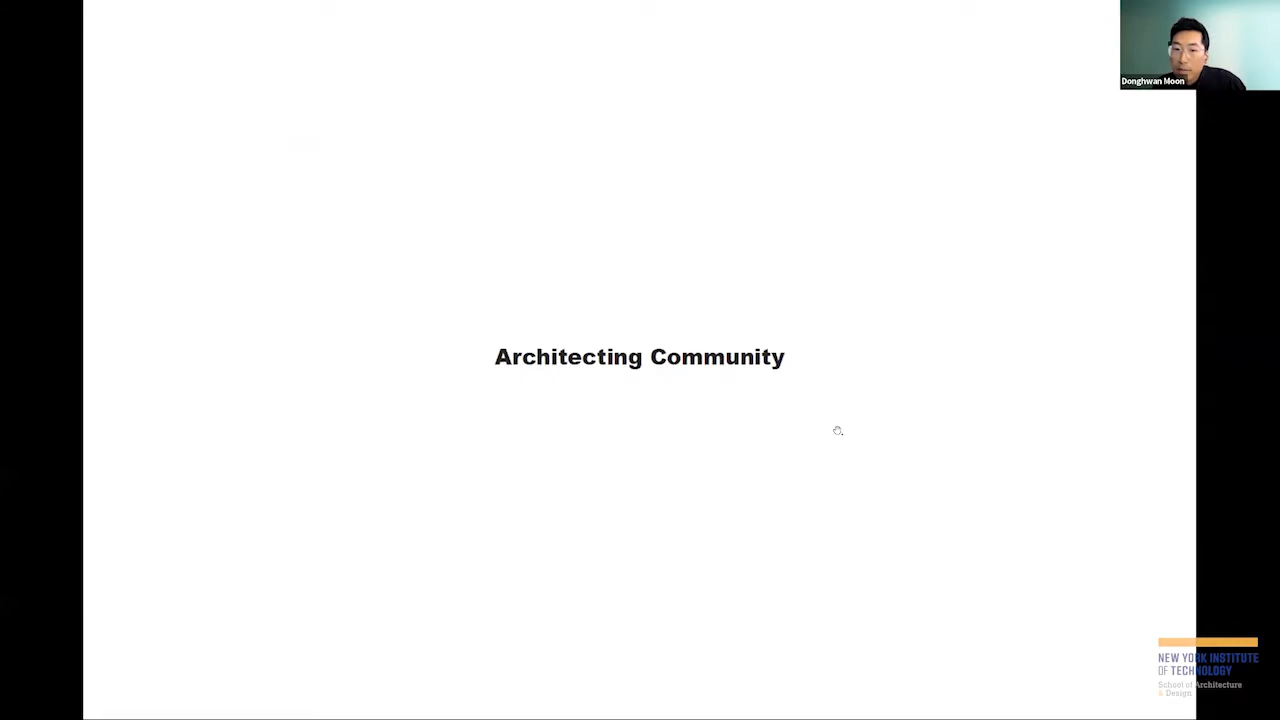 Donghwan Moon
Architecting Community
NEW YORK INSTITUTE
OF TECHNOLOGY
School of Architecture
& Design